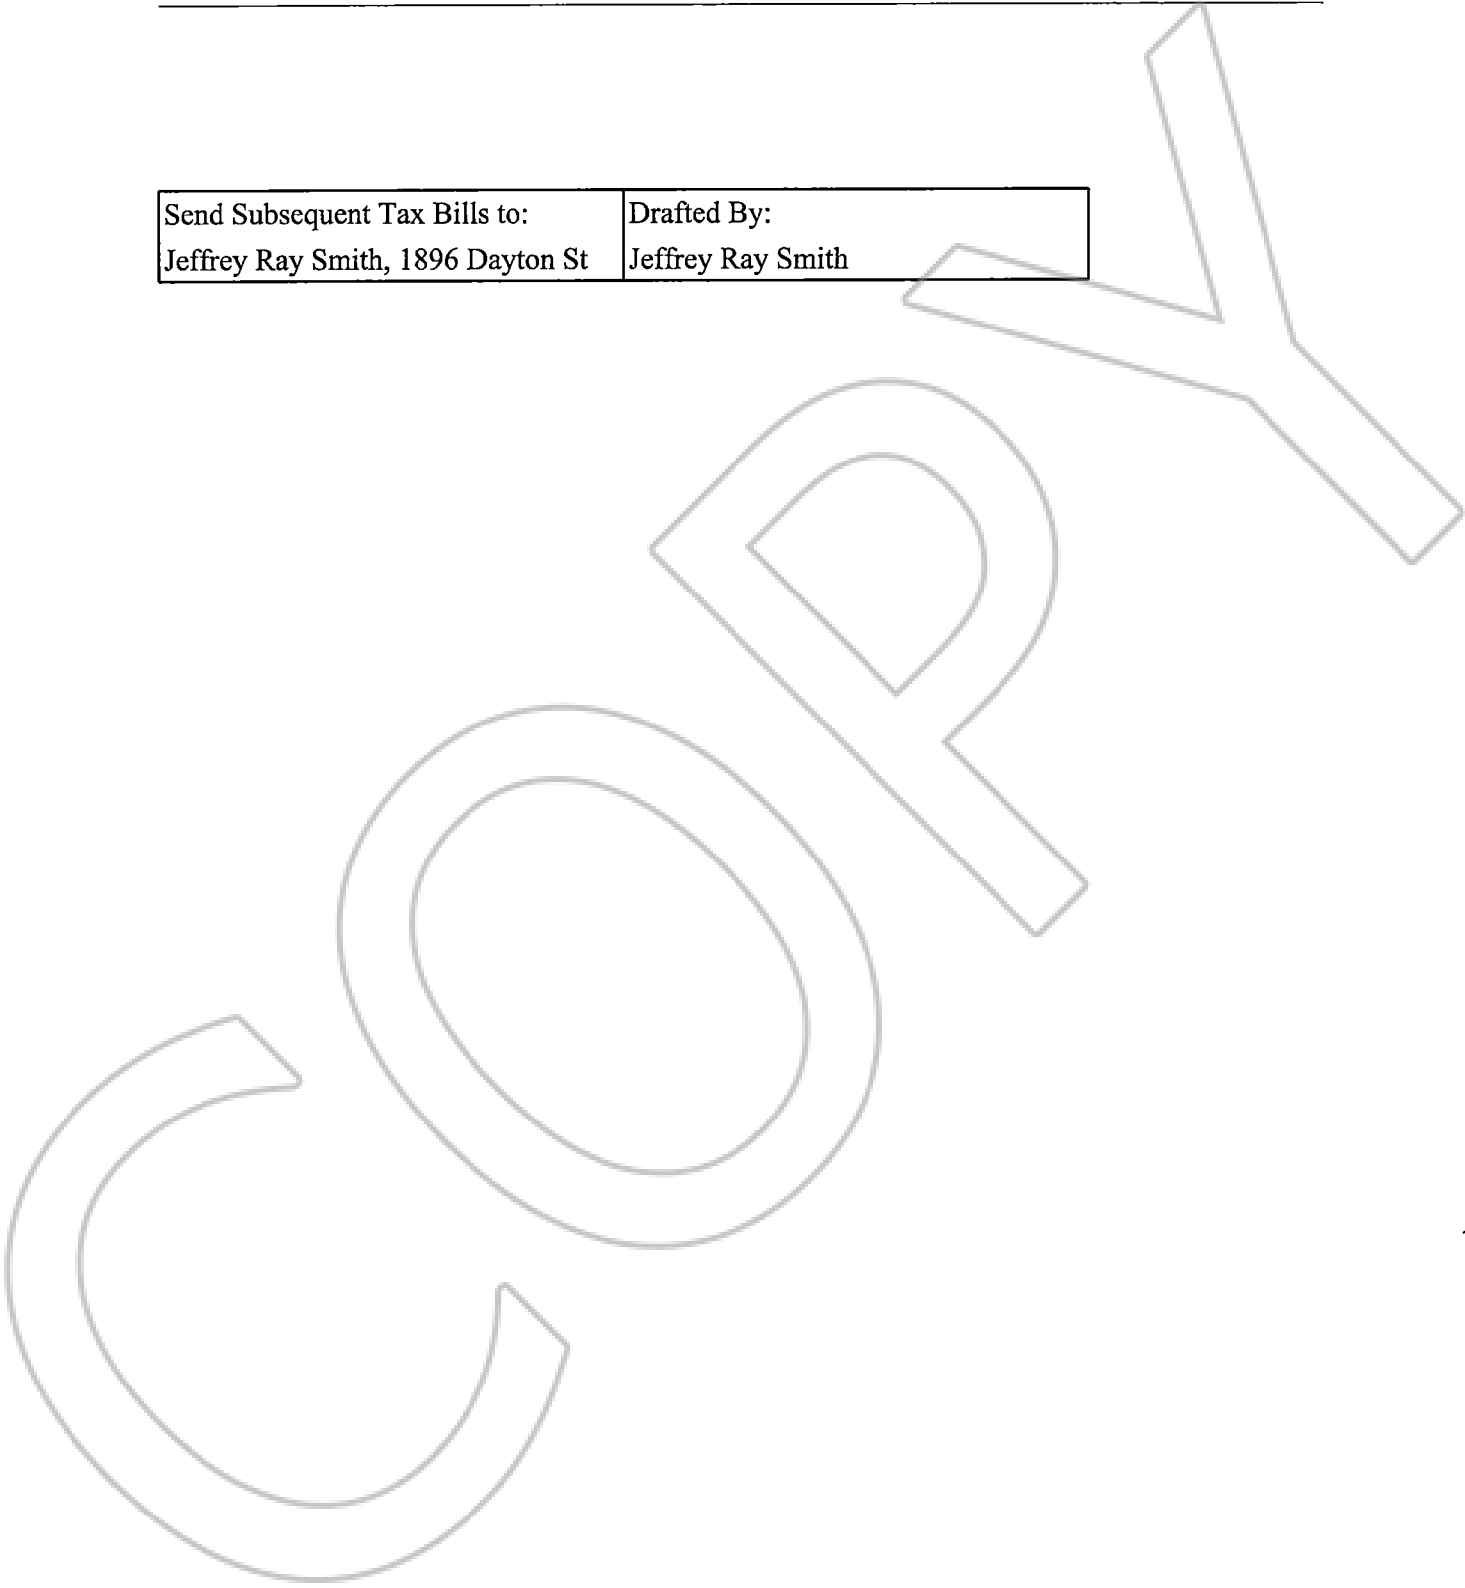 Send Subsequent Tax Bills to:
Jeffrey Ray Smith, 1896 Dayton St
Drafted By:
Jeffrey Ray Smith
COPY